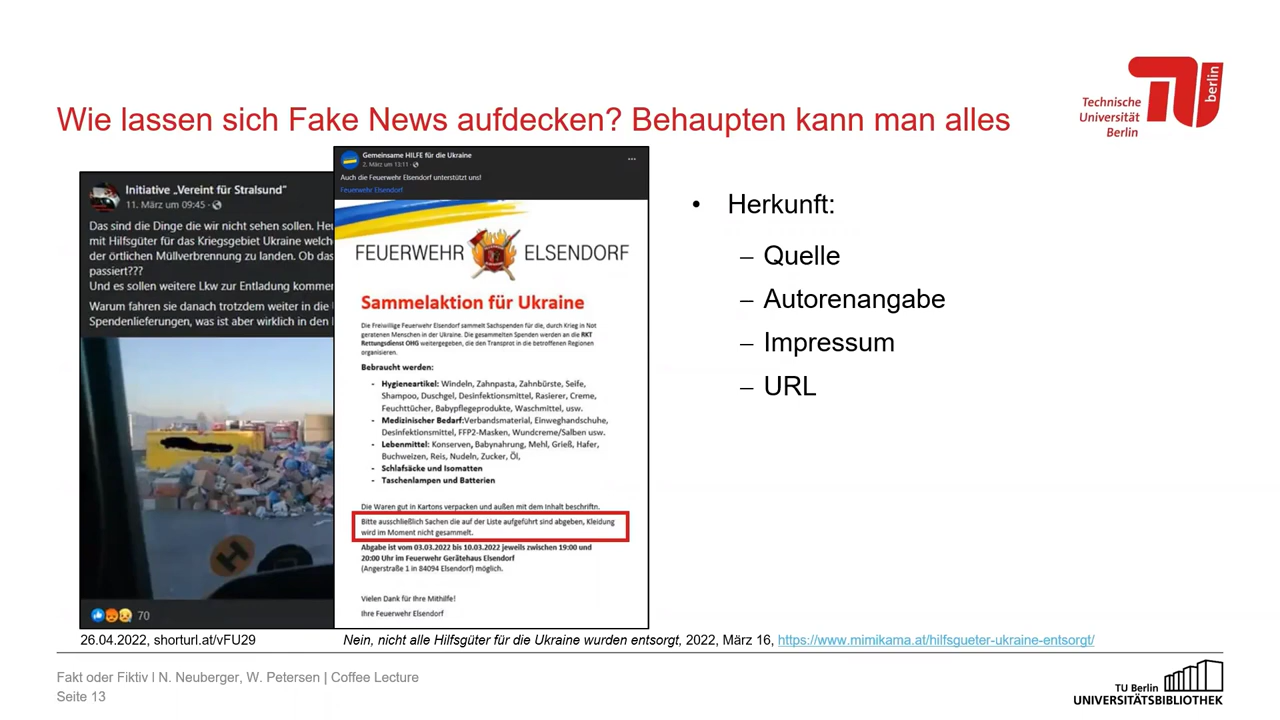 Technische
Universität
Berlin
berlin
Wie lassen sich Fake News aufdecken? Behaupten kann man alles
Initiative „Vereint für Stralsund"
11. März um 09:45 ·
Das sind die Dinge die wir nicht sehen sollen. Heu
mit Hilfsgüter für das Kriegsgebiet Ukraine welch
der örtlichen Müllverbrennung zu landen. Ob das
passiert???
Und es sollen weitere Lkw zur Entladung kommen
Warum fahren sie danach trotzdem weiter in die
Spendenlieferungen, was ist aber wirklich in den
70
Gemeinsame HILFE für die Ukraine
2. März um 13:11 ·
Auch die Feuerwehr Elsendorf unterstützt uns!
Feuerwehr Elsendorf
FEUERWEHR ELSENDORF
Sammelaktion für Ukraine
Die Freiwillige Feuerwehr Elsendorf sammelt Sachspenden für die, durch Krieg in Not
geratenen Menschen in der Ukraine. Die gesammelten Spenden werden an die RKT
Rettungsdienst OHG weitergegeben, die den Transprot in die betroffenen Regionen
organisieren.
Bebraucht werden:
- Hygieneartikel: Windeln, Zahnpasta, Zahnbürste, Seife,
Shampoo, Duschgel, Desinfektionsmittel, Rasierer, Creme,
Feuchttücher, Babypflegeprodukte, Waschmittel, usw.
- Medizinischer Bedarf:Verbandsmaterial, Einweghandschuhe,
Desinfektionsmittel, FFP2-Masken, Wundcreme/Salben usw.
- Lebenmittel: Konserven, Babynahrung, Mehl, Grieß, Hafer,
Buchweizen, Reis, Nudeln, Zucker, Öl,
- Schlafsäcke und Isomatten
- Taschenlampen und Batterien
Die Waren gut in Kartons verpacken und außen mit dem Inhalt beschriftn.
Bitte ausschließlich Sachen die auf der Liste aufgeführt sind abgeben, Kleidung
wird im Moment nicht gesammelt.
Abgabe ist vom 03.03.2022 bis 10.03.2022 jeweils zwischen 19:00 und
20:00 Uhr im Feuerwehr Gerätehaus Elsendorf
(Angerstraße 1 in 84094 Elsendorf) möglich.
Vielen Dank für Ihre Mithilfe!
Ihre Feuerwehr Elsendorf
• Herkunft:
– Quelle
– Autorenangabe
– Impressum
– URL
26.04.2022, shorturl.at/vFU29
Nein, nicht alle Hilfsgüter für die Ukraine wurden entsorgt, 2022, März 16, https://www.mimikama.at/hilfsgueter-ukraine-entsorgt/
Fakt oder Fiktiv l N. Neuberger, W. Petersen | Coffee Lecture
Seite 13
TU Berlin
UNIVERSITÄTSBIBLIOTHEK